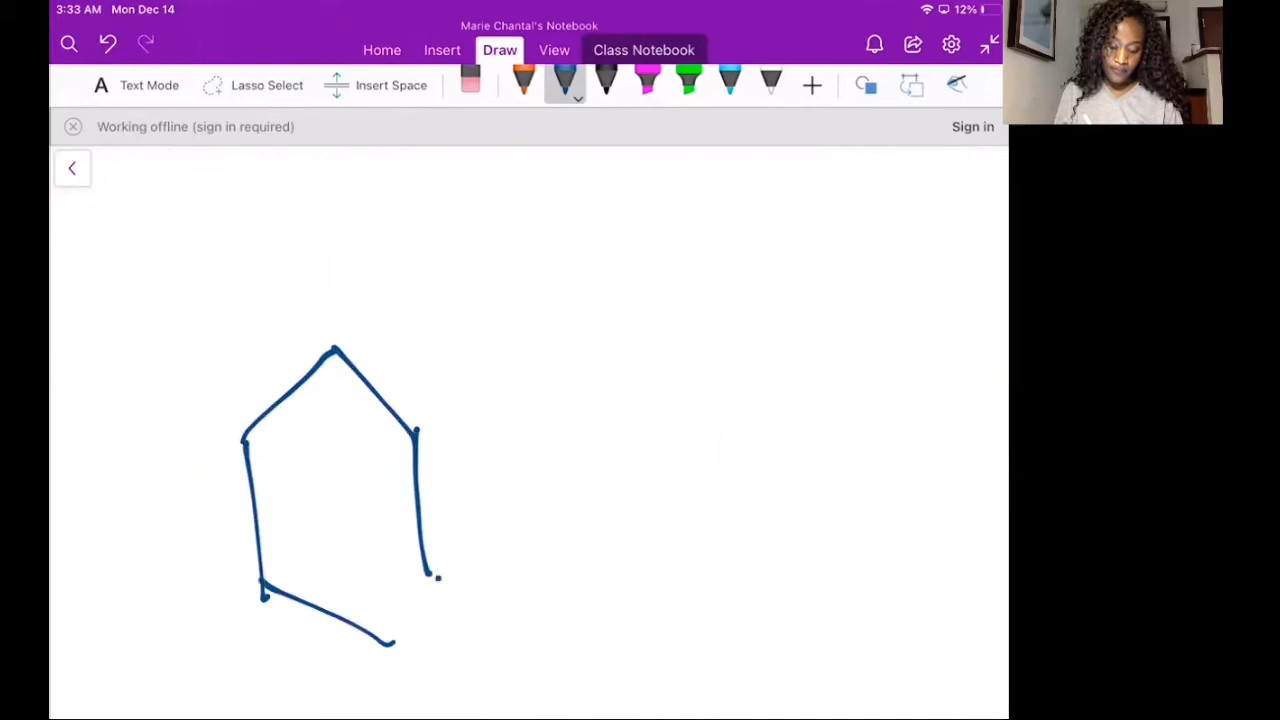 3:33 AM Mon Dec 14
12%
Marie Chantal's Notebook
Home Insert Draw View Class Notebook
A Text Mode Lasso Select Insert Space
Working offline (sign in required) Sign in